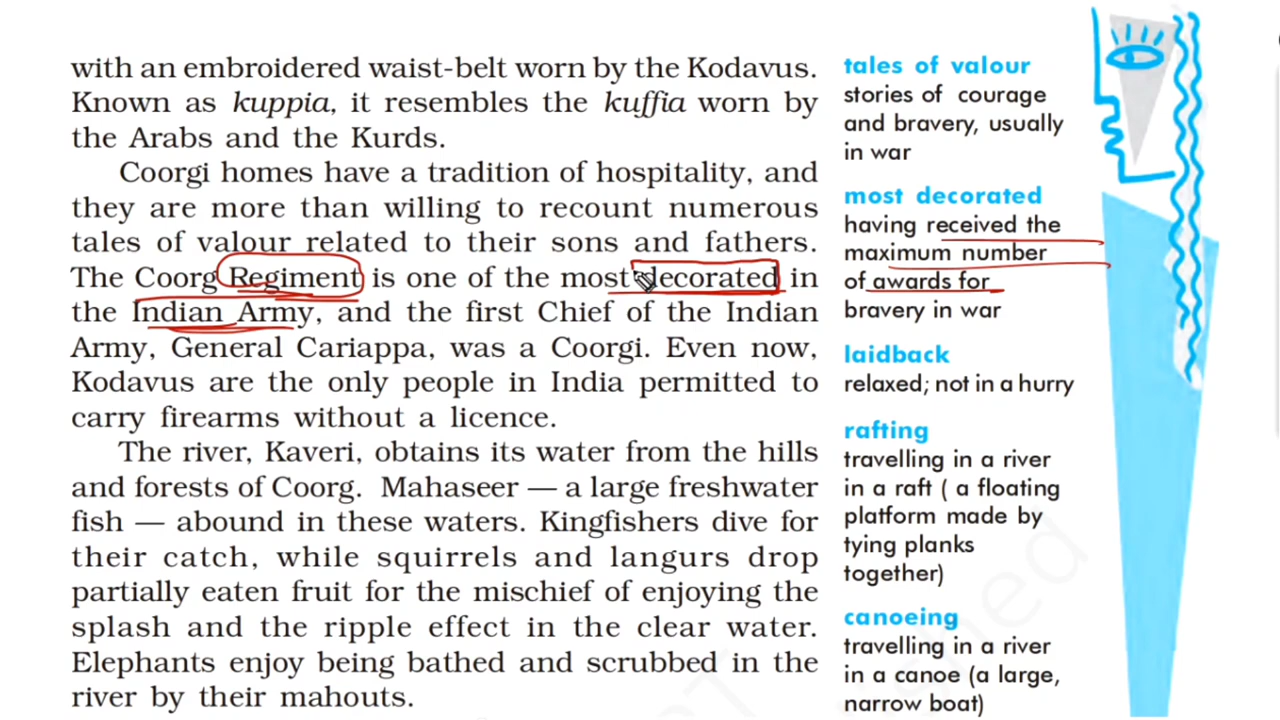 with an embroidered waist-belt worn by the Kodavus.
Known as kuppia, it resembles the kuffia worn by
the Arabs and the Kurds.
Coorgi homes have a tradition of hospitality, and
they are more than willing to recount numerous
tales of valour related to their sons and fathers.
The Coorg Regiment is one of the most decorated in
the Indian Army, and the first Chief of the Indian
Army, General Cariappa, was a Coorgi. Even now,
Kodavus are the only people in India permitted to
carry firearms without a licence.
The river, Kaveri, obtains its water from the hills
and forests of Coorg. Mahaseer — a large freshwater
fish — abound in these waters. Kingfishers dive for
their catch, while squirrels and langurs drop
partially eaten fruit for the mischief of enjoying the
splash and the ripple effect in the clear water.
Elephants enjoy being bathed and scrubbed in the
river by their mahouts.
tales of valour
stories of courage
and bravery, usually
in war
most decorated
having received the
maximum number
of awards for
bravery in war
laidback
relaxed; not in a hurry
rafting
travelling in a river
in a raft ( a floating
platform made by
tying planks
together)
canoeing
travelling in a river
in a canoe (a large,
narrow boat)